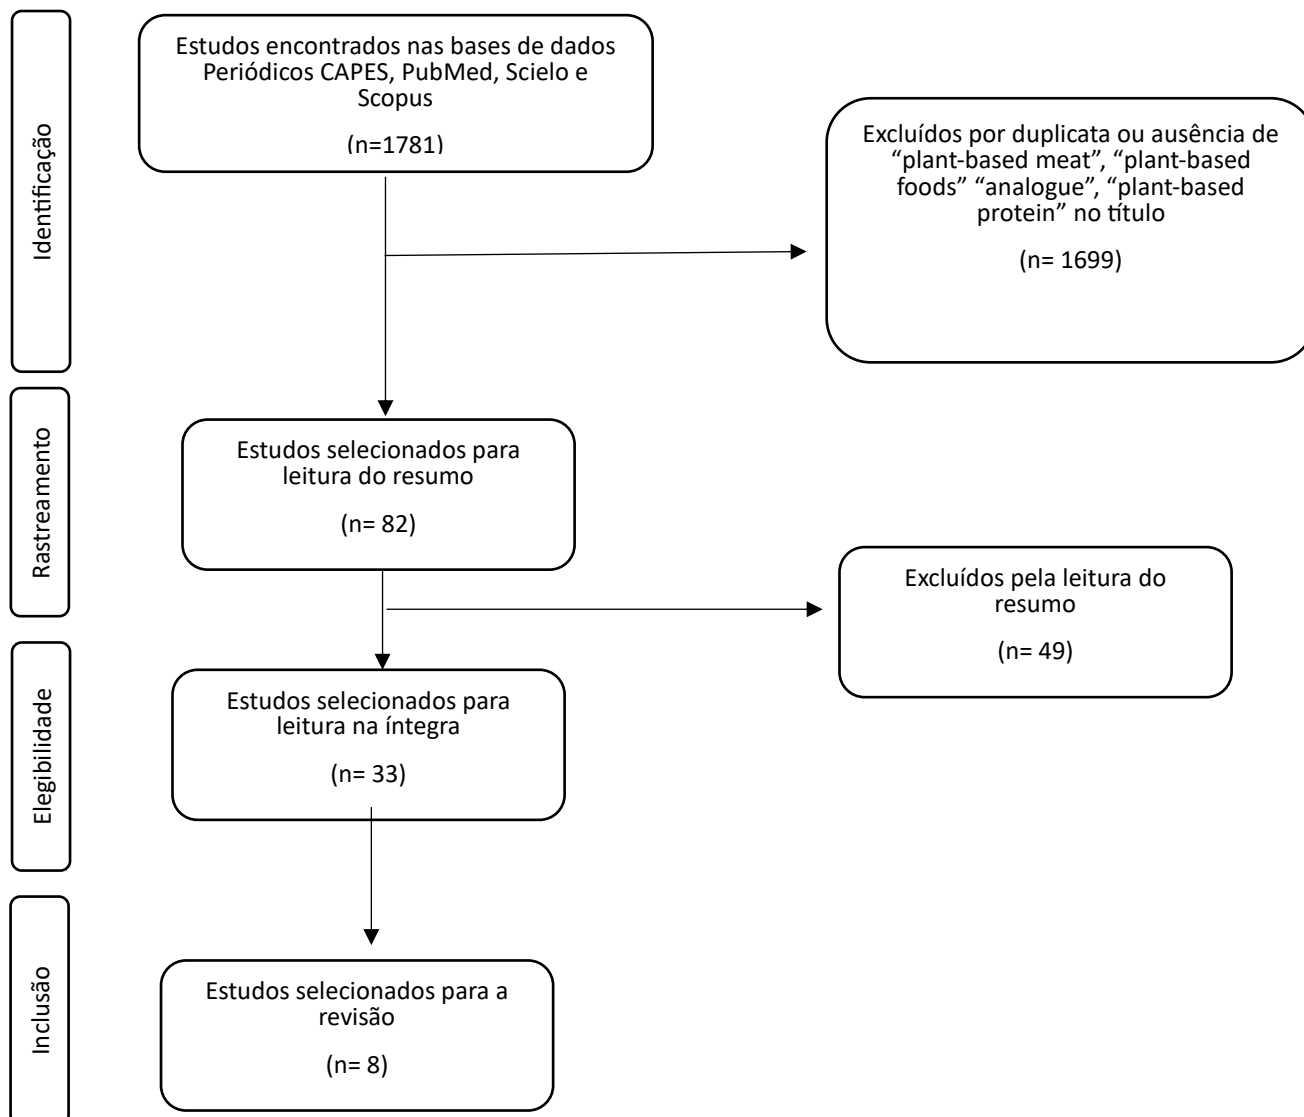 Identificação
Estudos encontrados nas bases de dados
Periódicos CAPES, PubMed, Scielo e
Scopus
(n=1781)
Excluídos por duplicata ou ausência de
“plant-based meat”, “plant-based
foods” “analogue”, “plant-based
protein” no título
(n= 1699)
Rastreamento
Estudos selecionados para
leitura do resumo
(n= 82)
Excluídos pela leitura do
resumo
(n= 49)
Elegibilidade
Estudos selecionados para
leitura na íntegra
(n= 33)
Inclusão
Estudos selecionados para a
revisão
(n= 8)